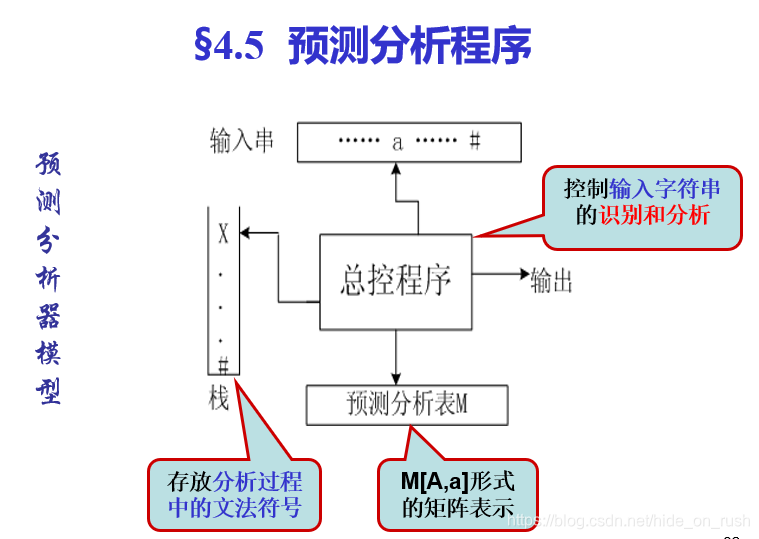 §4.5 预测分析程序
预测分析器模型
输入串
…… a …… #
控制输入字符串
的识别和分析
X
.
.
.
#
栈
总控程序
输出
预测分析表M
存放分析过程
中的文法符号
M[A,a]形式
的矩阵表示
https://blog.csdn.net/hide_on_rush